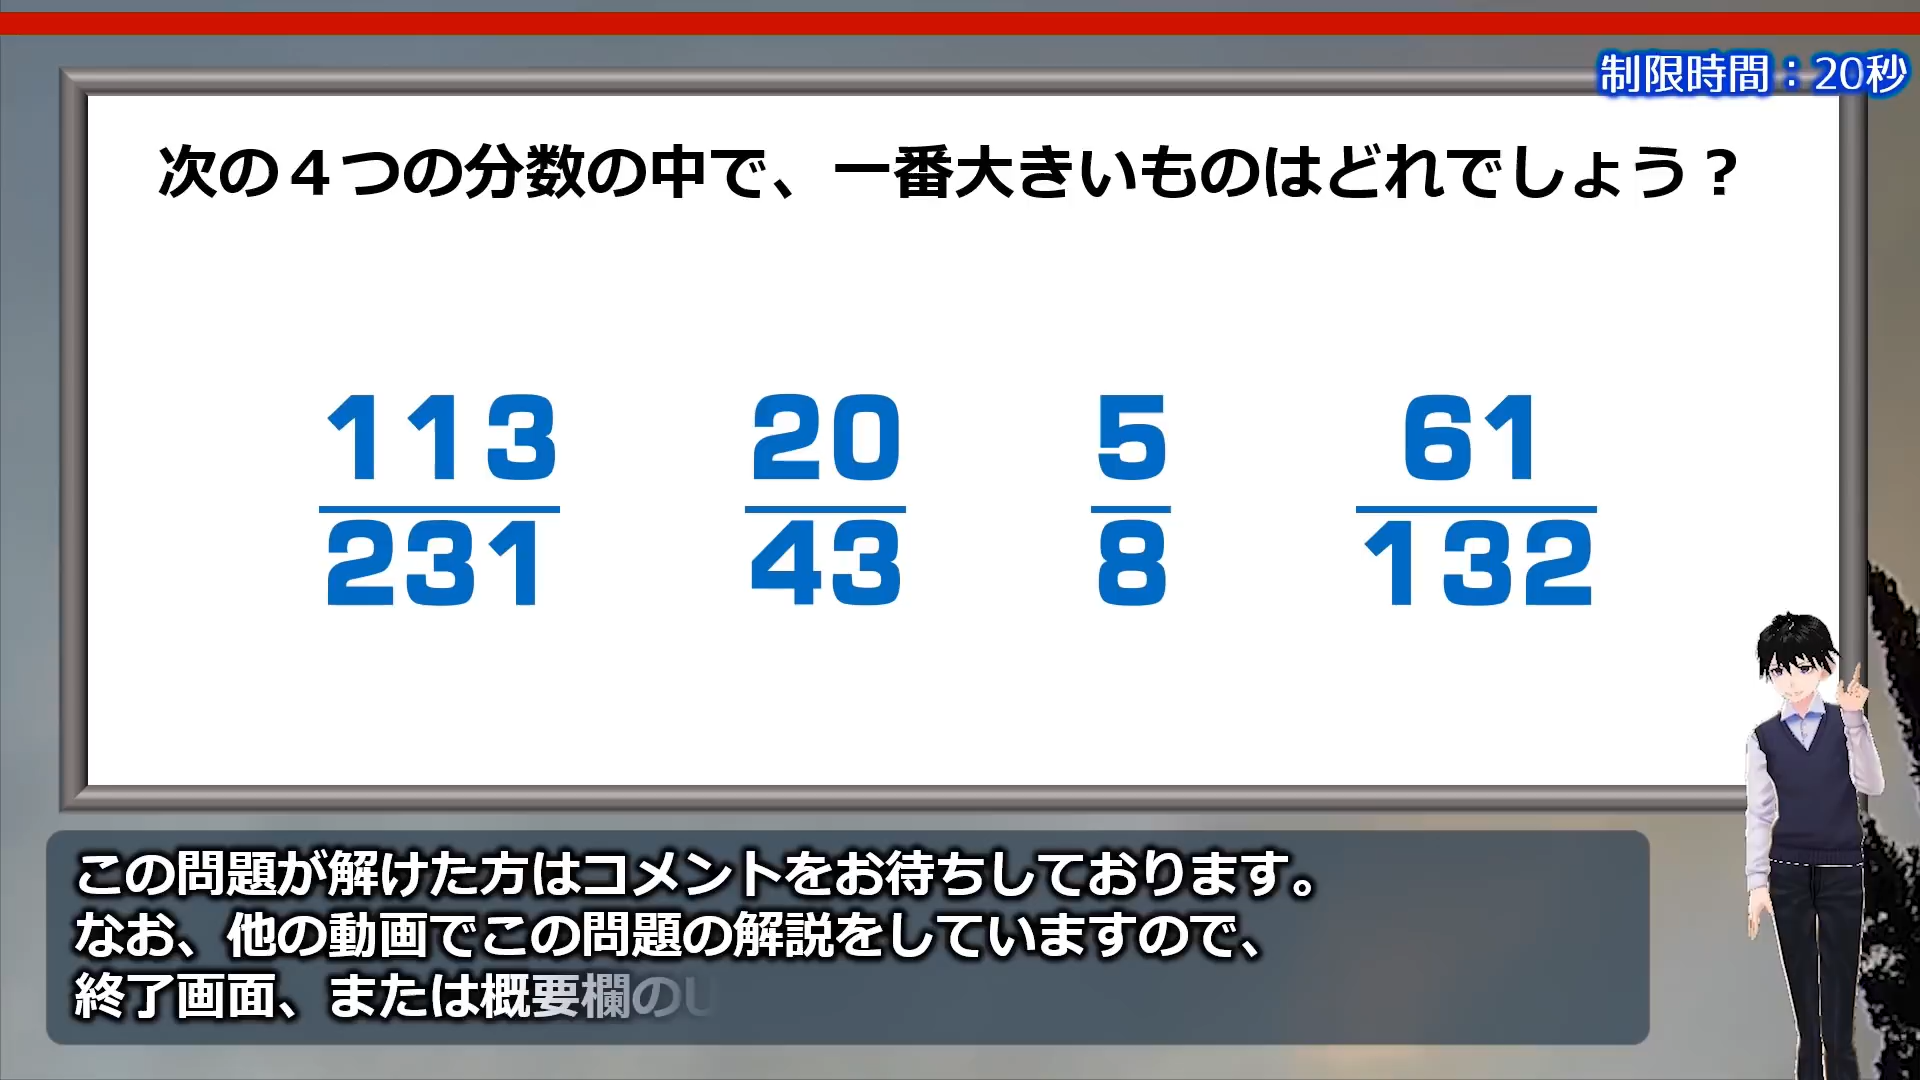 制限時間：20秒
次の４つの分数の中で、一番大きいものはどれでしょう？
113 20 5 61
231 43 8 132
この問題が解けた方はコメントをお待ちしております。
なお、他の動画でこの問題の解説をしていますので、
終了画面、または概要欄のU